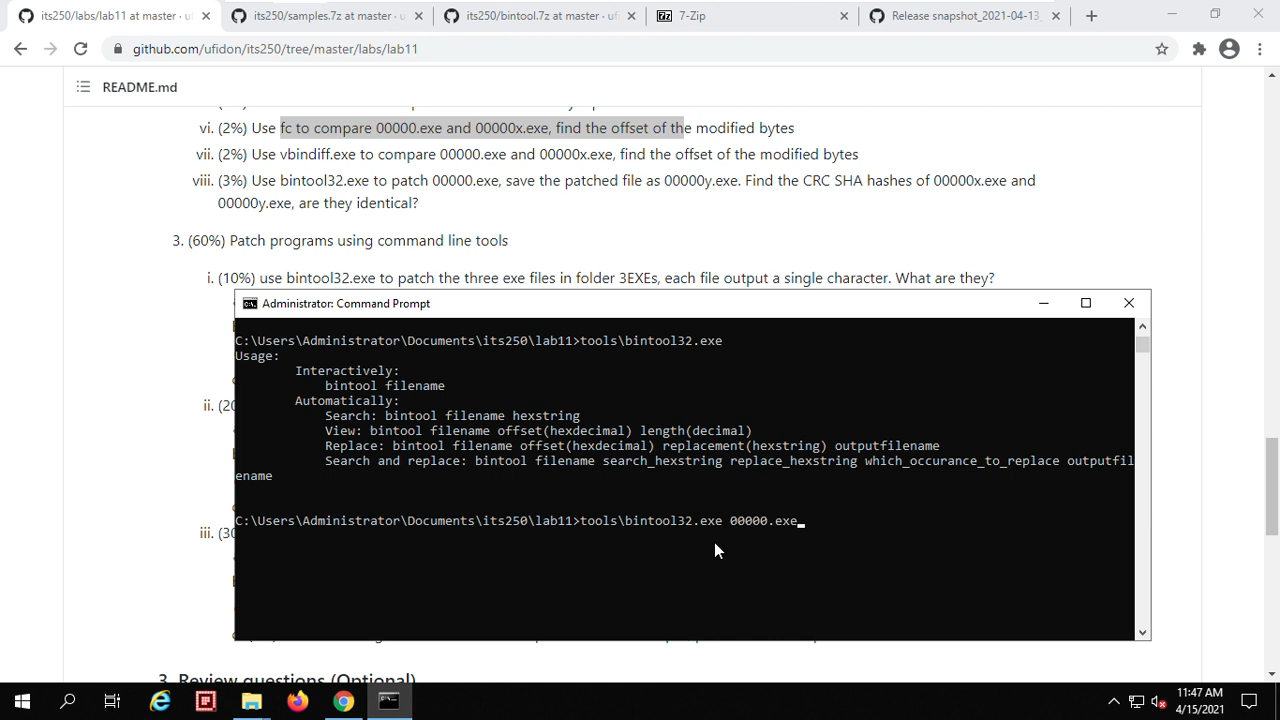 its250/labs/lab11 at master · u
its250/samples.7z at master · u
its250/bintool.7z at master · ufi
7-Zip
Release snapshot_2021-04-13_
github.com/ufidon/its250/tree/master/labs/lab11
README.md
vi. (2%) Use fc to compare 00000.exe and 00000x.exe, find the offset of the modified bytes
vii. (2%) Use vbindiff.exe to compare 00000.exe and 00000x.exe, find the offset of the modified bytes
viii. (3%) Use bintool32.exe to patch 00000.exe, save the patched file as 00000y.exe. Find the CRC SHA hashes of 00000x.exe and
00000y.exe, are they identical?
3. (60%) Patch programs using command line tools
i. (10%) use bintool32.exe to patch the three exe files in folder 3EXEs, each file output a single character. What are they?
Administrator: Command Prompt
C:\Users\Administrator\Documents\its250\lab11>tools\bintool32.exe
Usage:
Interactively:
bintool filename
Automatically:
Search: bintool filename hexstring
View: bintool filename offset(hexdecimal) length(decimal)
Replace: bintool filename offset(hexdecimal) replacement(hexstring) outputfilename
Search and replace: bintool filename search_hexstring replace_hexstring which_occurance_to_replace outputfil
ename
ii. (20
C:\Users\Administrator\Documents\its250\lab11>tools\bintool32.exe 00000.exe
iii. (30
3. Review questions (Optional)
11:47 AM
4/15/2021